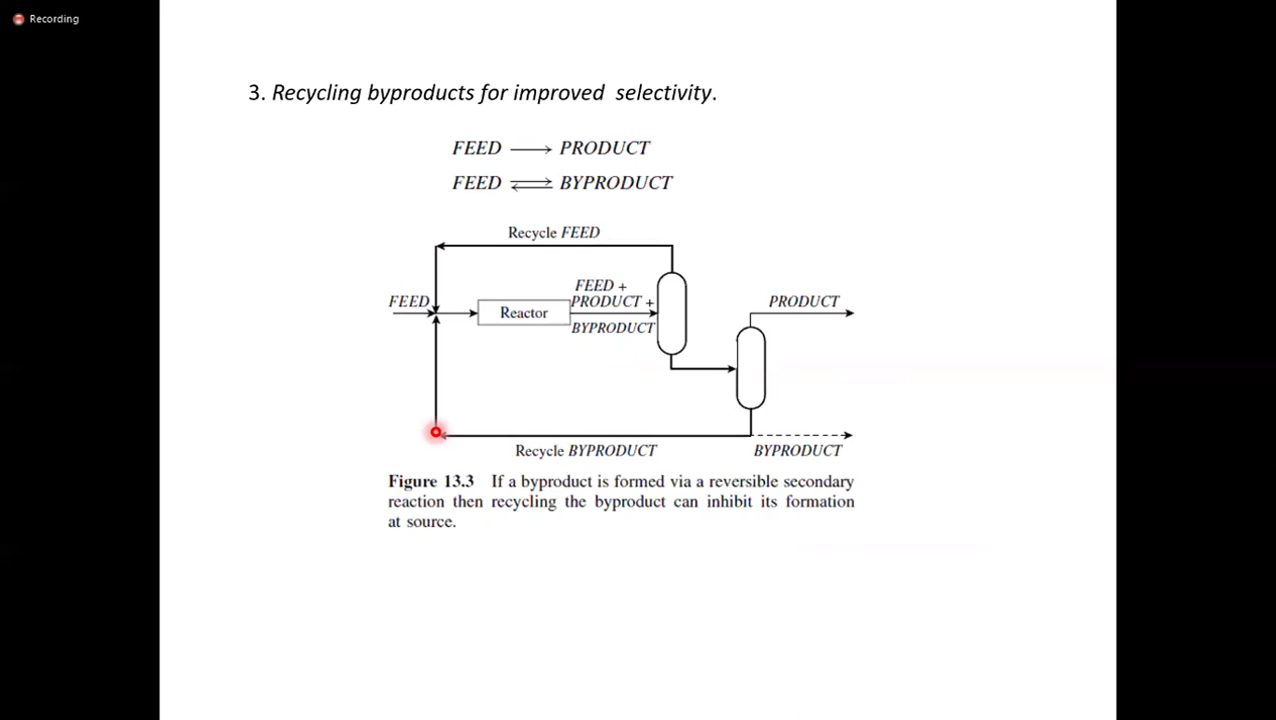 Recording
3. Recycling byproducts for improved selectivity.
FEED ⟶ PRODUCT
FEED ⇌ BYPRODUCT
Recycle FEED
FEED
Reactor
FEED +
PRODUCT +
BYPRODUCT
PRODUCT
Recycle BYPRODUCT
BYPRODUCT
Figure 13.3 If a byproduct is formed via a reversible secondary
reaction then recycling the byproduct can inhibit its formation
at source.